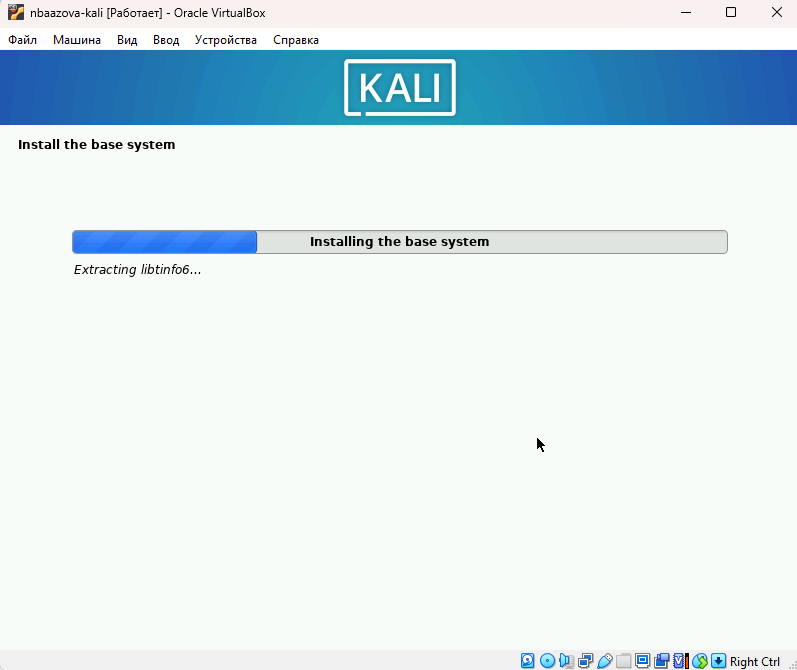 nbaazova-kali [Работает] - Oracle VirtualBox
Файл Машина Вид Ввод Устройства Справка
KALI
Install the base system
Installing the base system
Extracting libtinfo6...
Right Ctrl